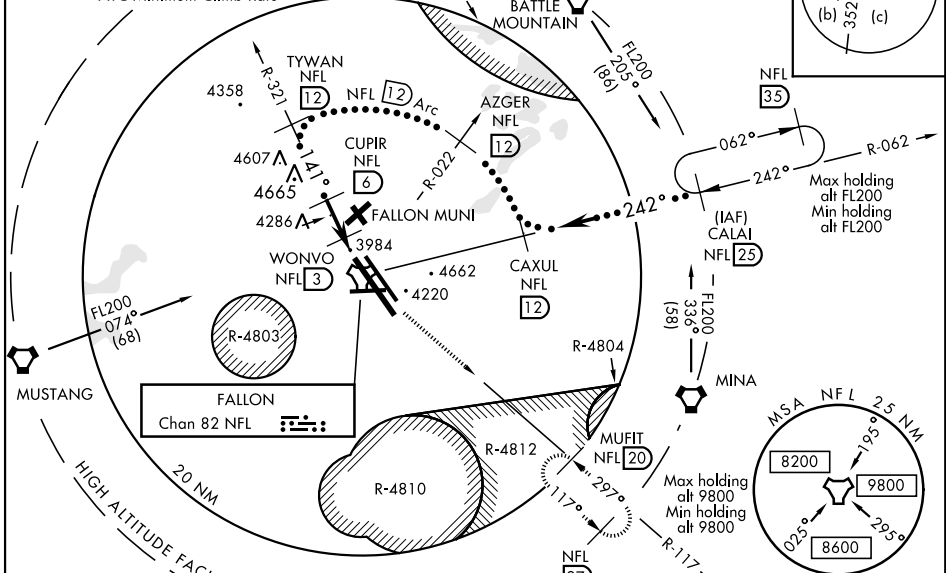 BATTLE
MOUNTAIN
FL200
205°
(86)
(b)
(c)
352
TYWAN
NFL
12
R-321
4358
NFL 12 Arc
AZGER
NFL
12
R-022
NFL
35
062°
R-062
242°
Max holding
alt FL200
Min holding
alt FL200
CUPIR
NFL
6
4607
4665
141°
4286
FALLON MUNI
242°
(IAF)
CALAI
NFL 25
3984
WONVO
NFL 3
4662
4220
CAXUL
NFL
12
FL200
074°
(68)
MUSTANG
R-4803
FL200
336°
(58)
R-4804
MINA
FALLON
Chan 82 NFL
MSA NFL 25 NM
195°
8200
9800
025°
295°
8600
R-4812
MUFIT
NFL 20
R-4810
297°
117°
Max holding
alt 9800
Min holding
alt 9800
R-117
20 NM
HIGH ALTITUDE
NFL